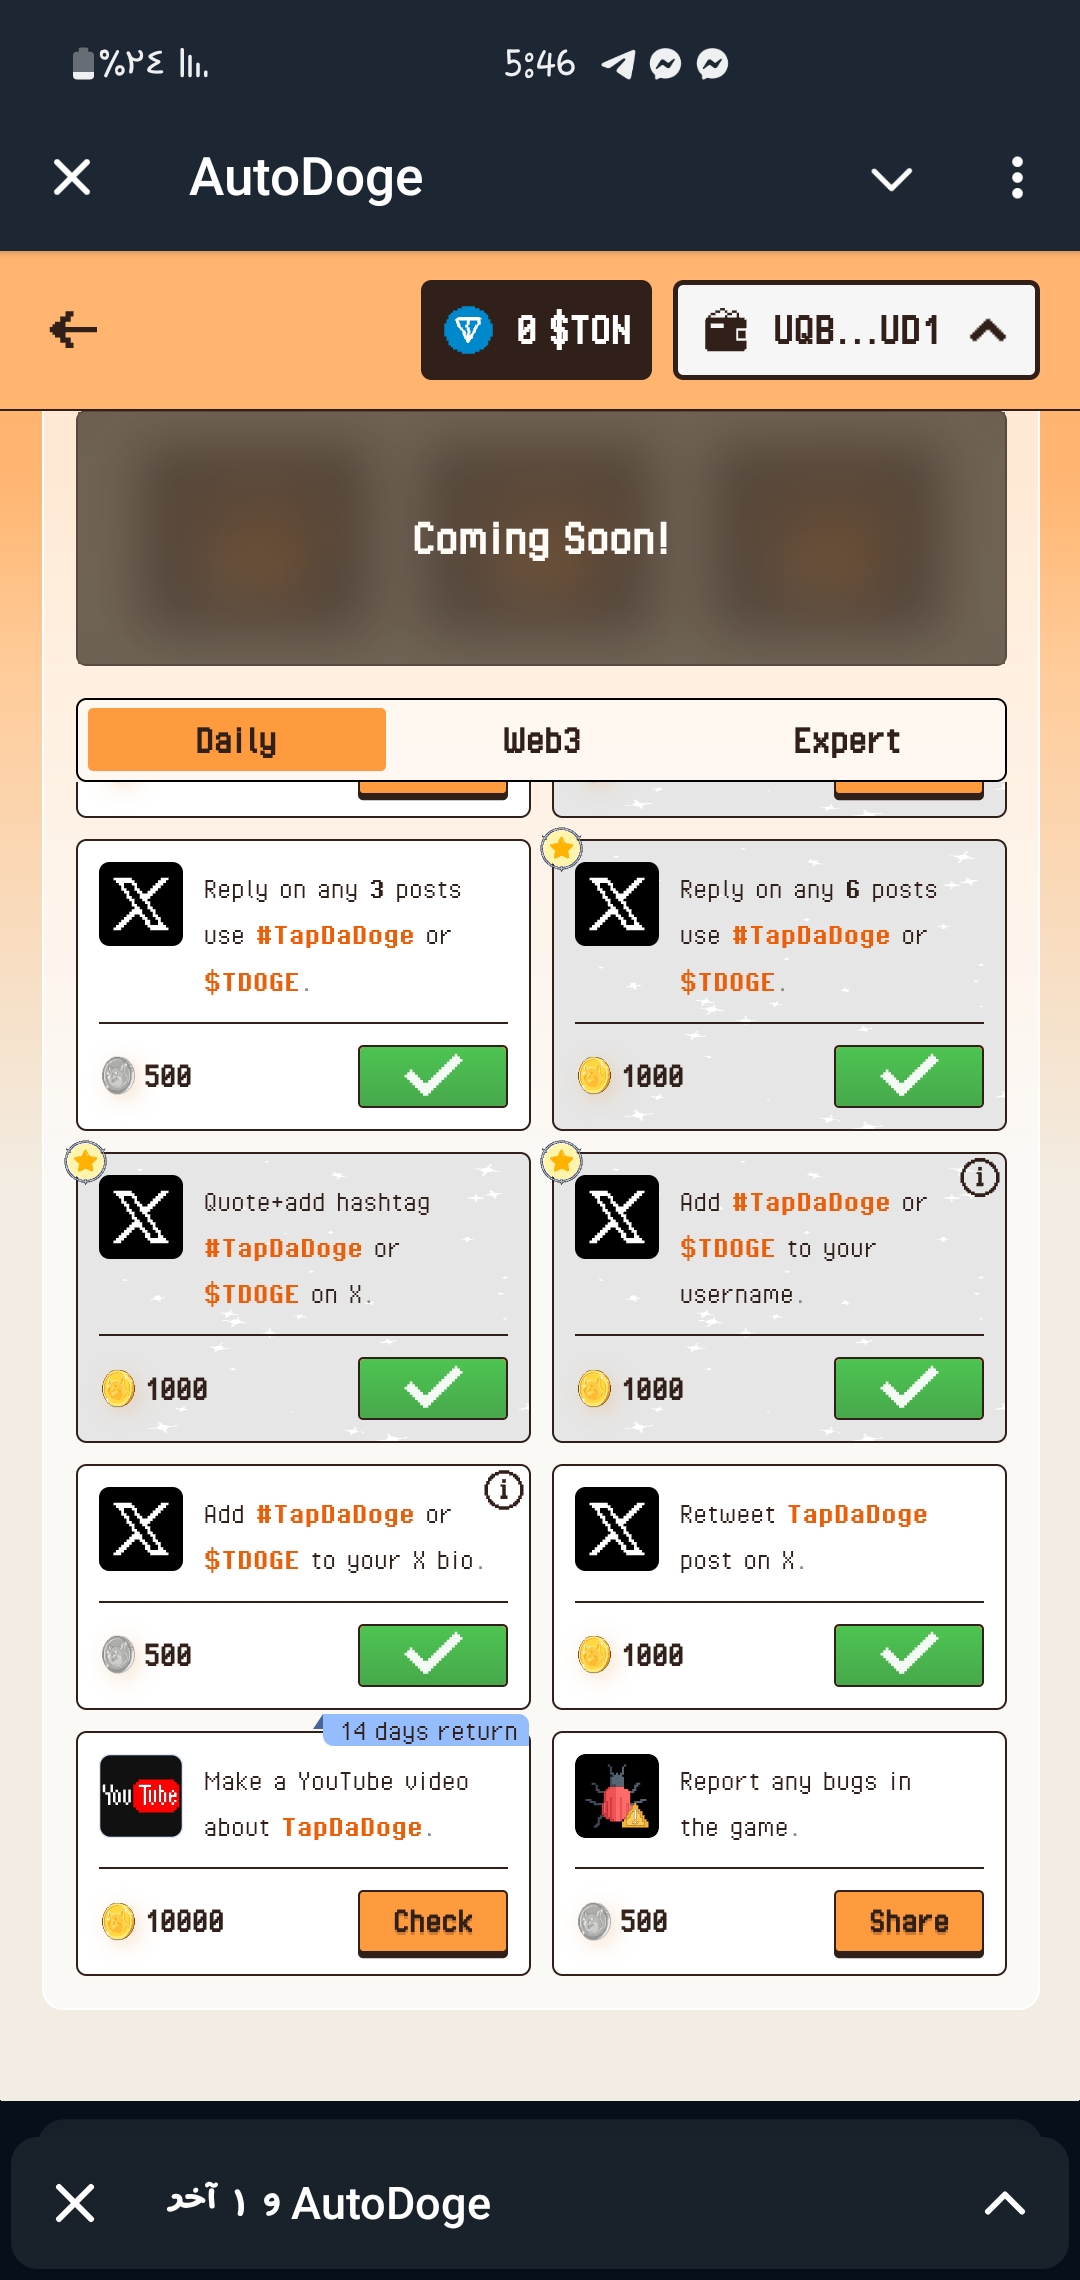 %٢٤
5:46
AutoDoge
0 $TON
UQB...UD1
Coming Soon!
Daily
Web3
Expert
Reply on any 3 posts
use #TapDaDoge or
$TDOGE.
500
Reply on any 6 posts
use #TapDaDoge or
$TDOGE.
1000
Quote+add hashtag
#TapDaDoge or
$TDOGE on X.
1000
Add #TapDaDoge or
$TDOGE to your
username.
1000
Add #TapDaDoge or
$TDOGE to your X bio.
500
Retweet TapDaDoge
post on X.
1000
14 days return
YouTube
Make a YouTube video
about TapDaDoge.
10000
Check
Report any bugs in
the game.
500
Share
AutoDoge و ١ آخر